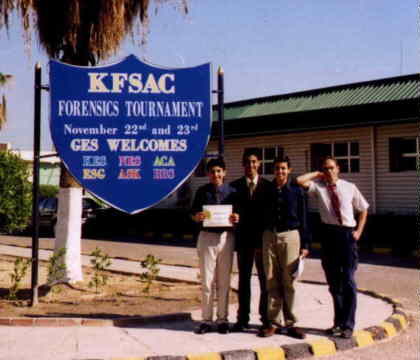 KFSAC
FORENSICS TOURNAMENT
November 22nd and 23rd
GES WELCOMES
KES NES ACA
ESG ASK BBS